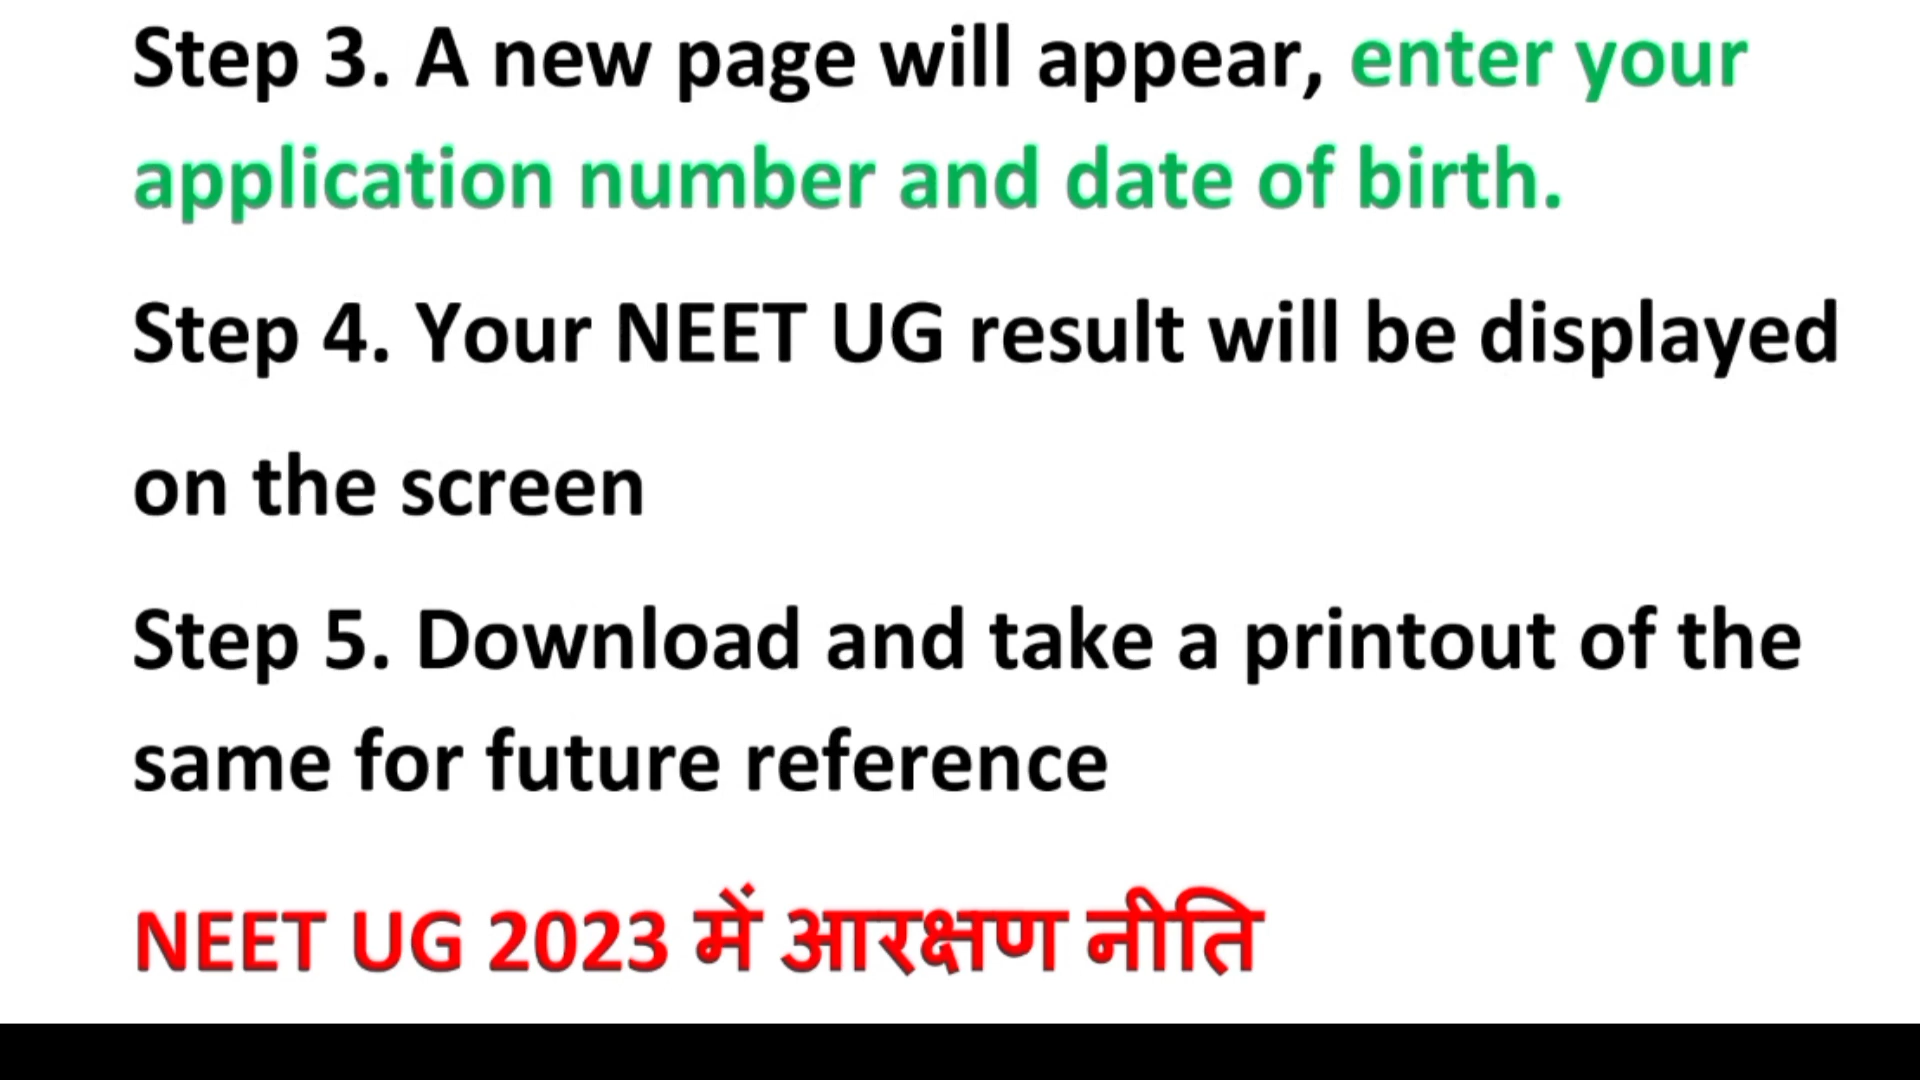 Step 3. A new page will appear, enter your
application number and date of birth.
Step 4. Your NEET UG result will be displayed
on the screen
Step 5. Download and take a printout of the
same for future reference
NEET UG 2023 में आरक्षण नीति